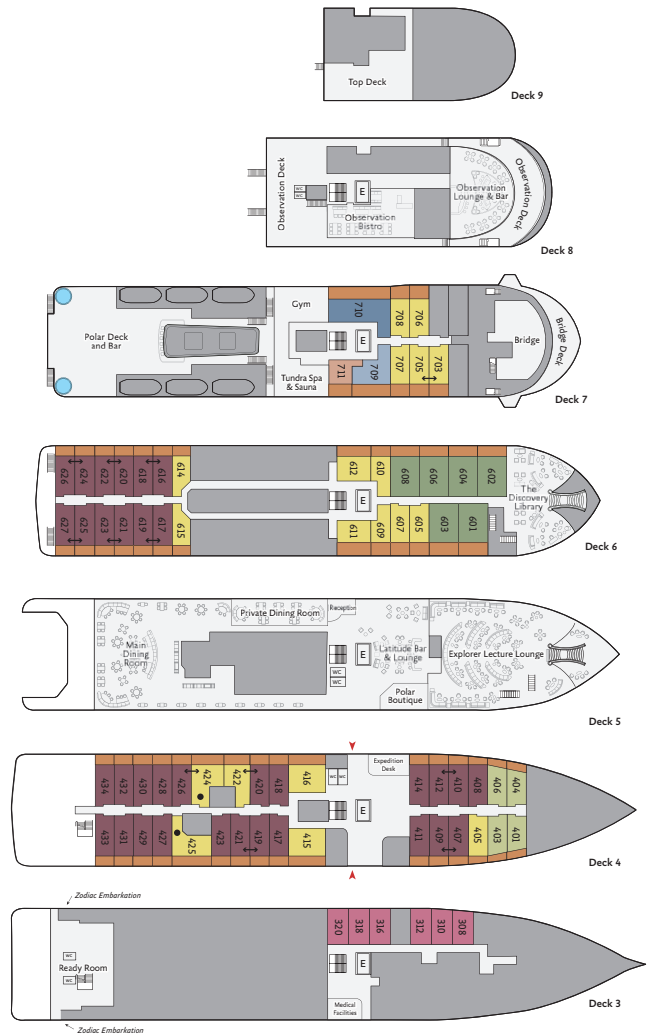 Top Deck
Deck 9
Observation Deck
WC
WC
E
Observation
Lounge & Bar
Observation
Bistro
Observation Deck
Deck 8
Polar Deck
and Bar
Gym
Tundra Spa
& Sauna
710
708
706
E
711
709
707
705
703
Bridge
Bridge Deck
Deck 7
626
624
622
620
618
616
614
612
610
608
606
604
602
E
627
625
623
621
619
617
615
611
609
607
605
603
601
The
Discovery
Library
Deck 6
Private Dining Room
Reception
Main
Dining
Room
E
WC
WC
Latitude Bar
& Lounge
Explorer Lecture Lounge
Polar
Boutique
Deck 5
434
432
430
428
426
424
422
420
418
416
WC
WC
Expedition
Desk
414
412
410
408
406
404
E
433
431
429
427
425
423
421
419
417
415
411
409
407
405
403
401
Deck 4
Zodiac Embarkation
320
318
316
312
310
308
WC
Ready Room
WC
E
Medical
Facilities
Deck 3
Zodiac Embarkation